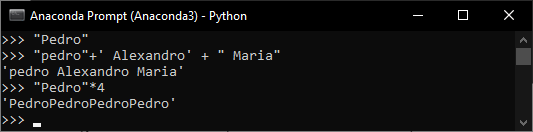 Anaconda Prompt (Anaconda3) - Python
>>> "Pedro"
>>> "pedro"+' Alexandro' + " Maria"
'pedro Alexandro Maria'
>>> "Pedro"*4
'PedroPedroPedroPedro'
>>>